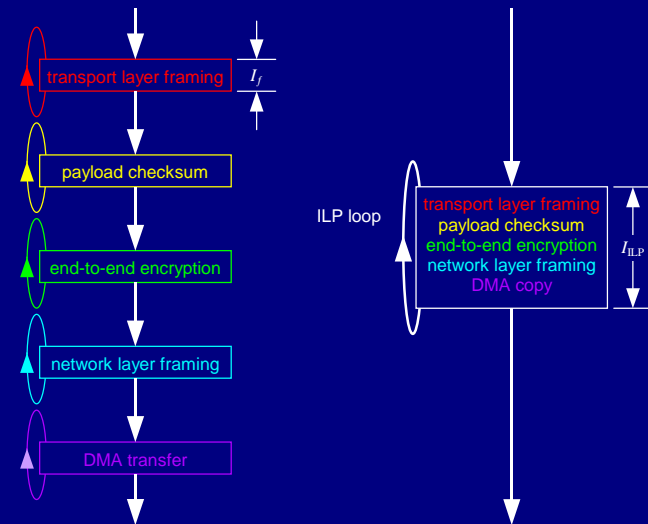 transport layer framing
I_f
payload checksum
end-to-end encryption
network layer framing
DMA transfer
ILP loop
transport layer framing
payload checksum
end-to-end encryption
network layer framing
DMA copy
I_ILP